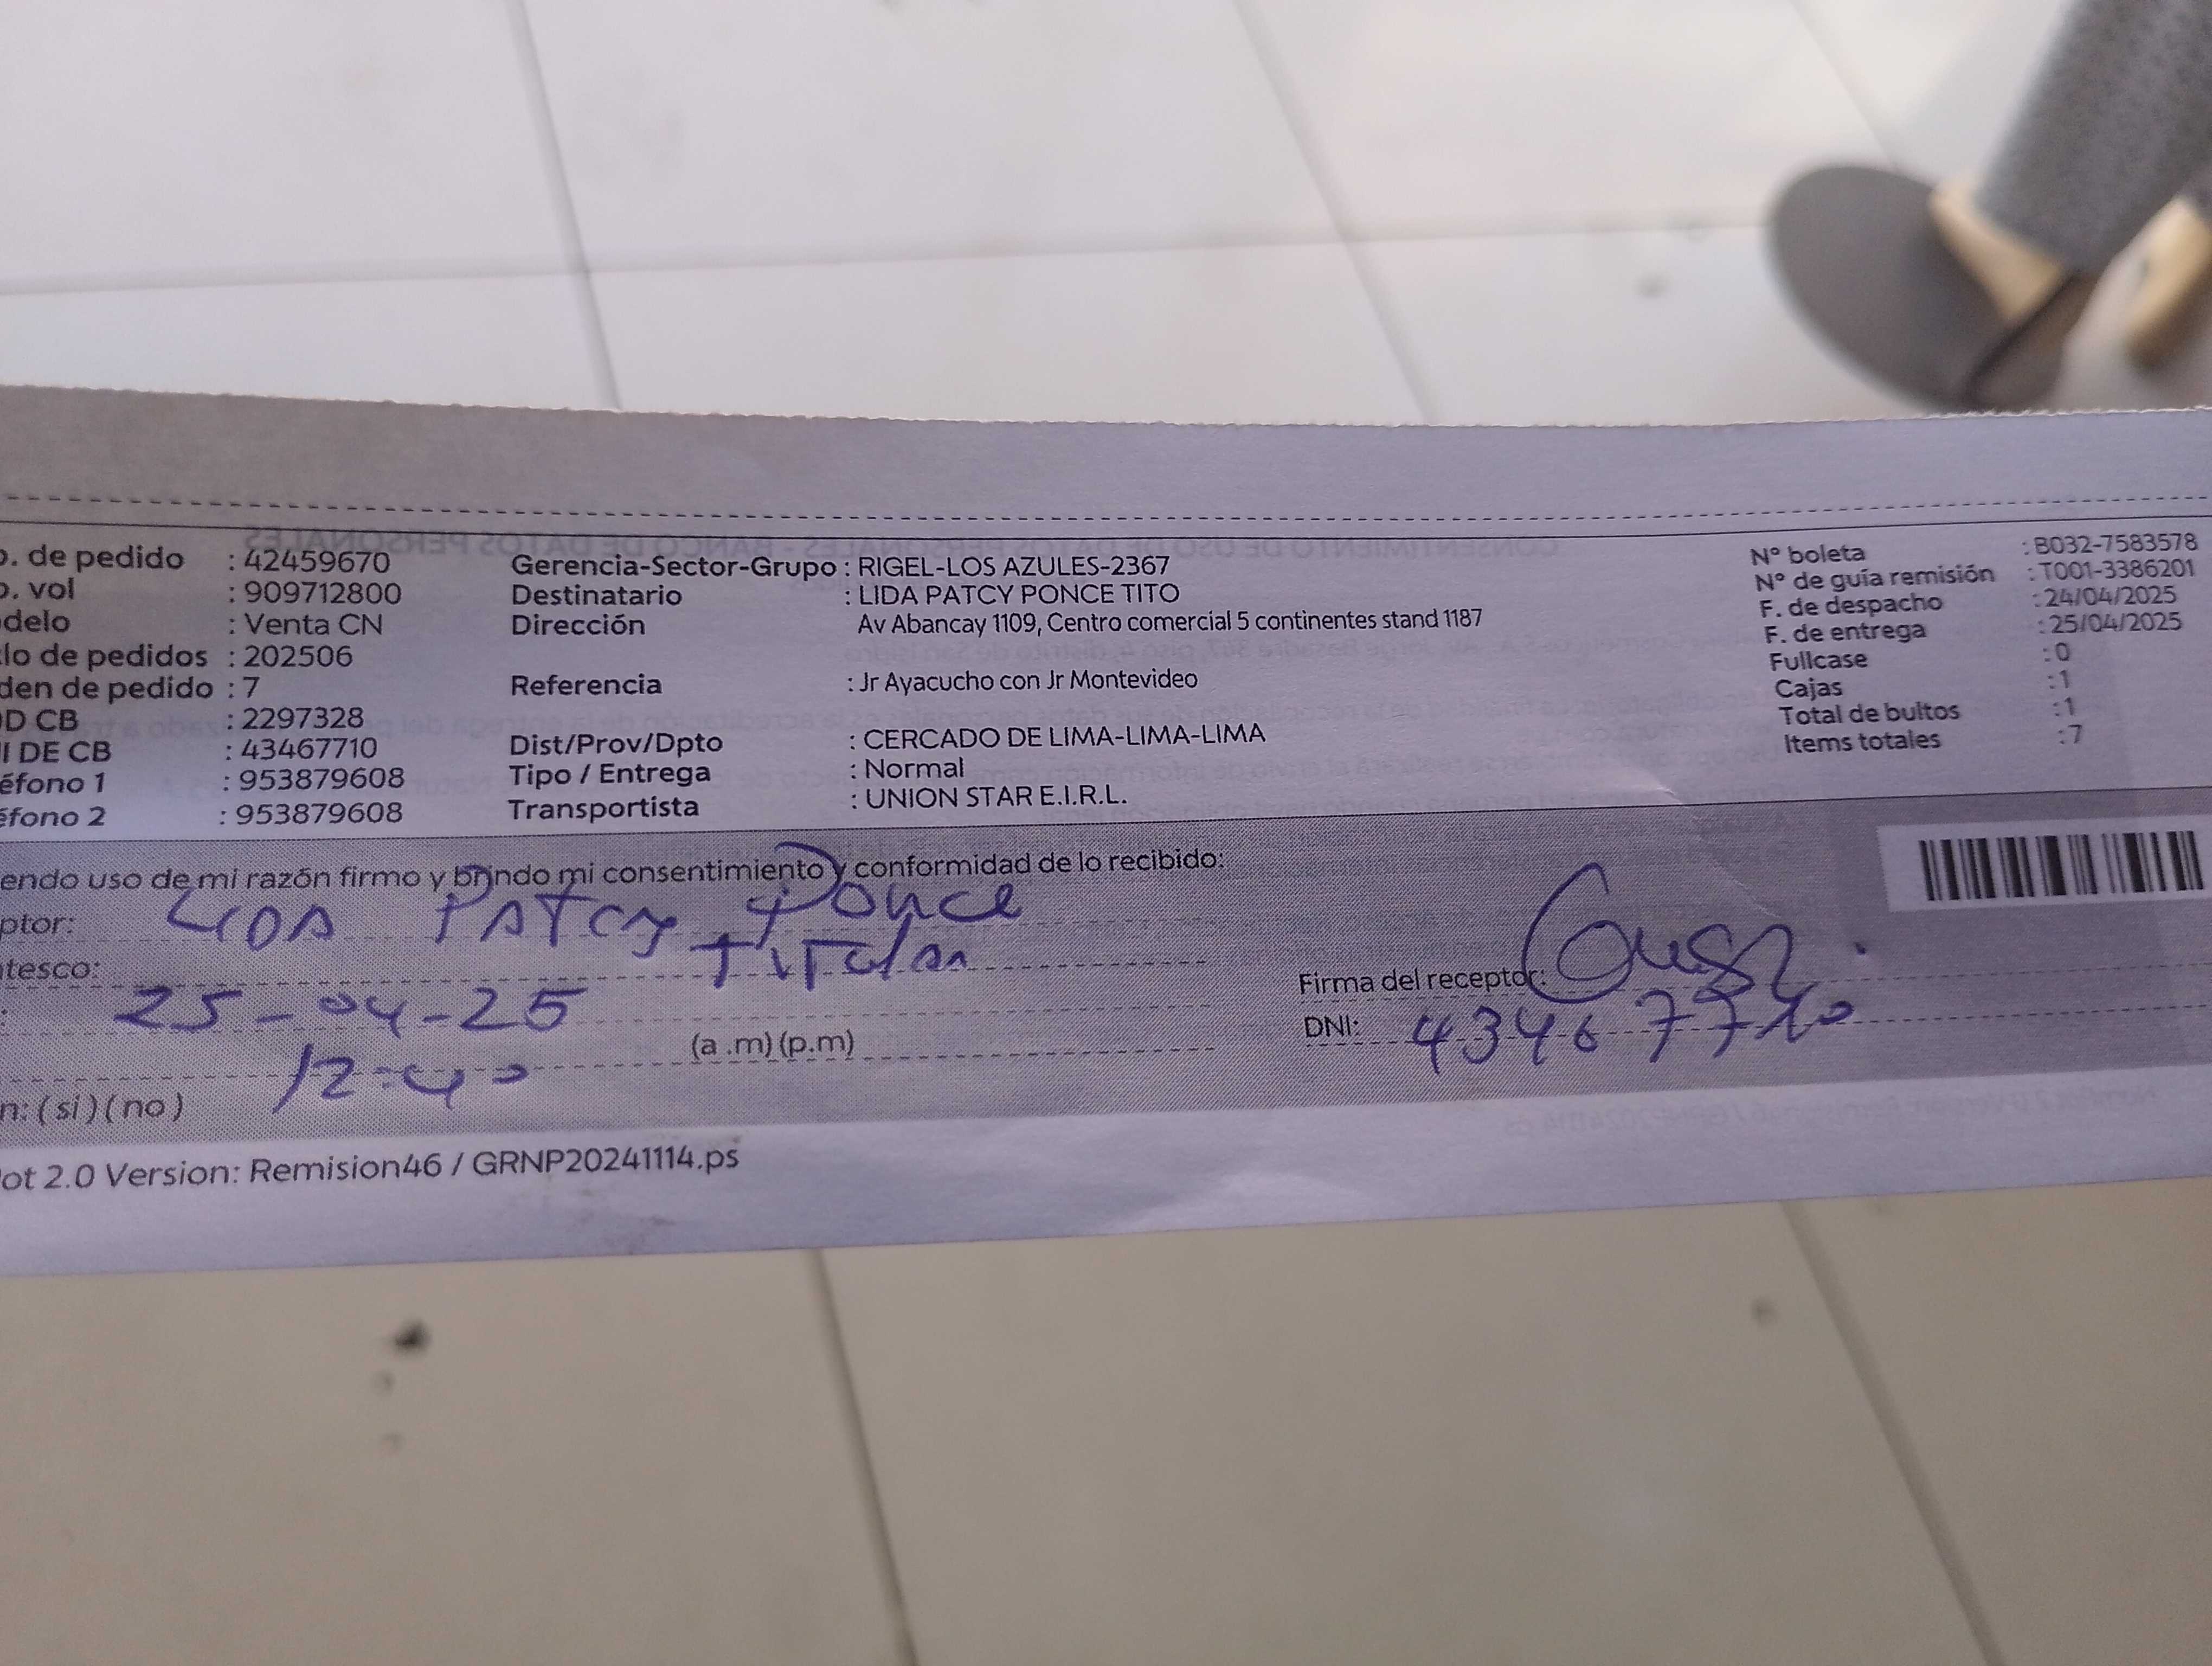 o. de pedido : 42459670
o. vol : 909712800
delo : Venta CN
lo de pedidos : 202506
den de pedido : 7
D CB : 2297328
I DE CB : 43467710
éfono 1 : 953879608
éfono 2 : 953879608
Gerencia-Sector-Grupo : RIGEL-LOS AZULES-2367
Destinatario : LIDA PATCY PONCE TITO
Dirección Av Abancay 1109, Centro comercial 5 continentes stand 1187
Referencia : Jr Ayacucho con Jr Montevideo
Dist/Prov/Dpto : CERCADO DE LIMA-LIMA-LIMA
Tipo / Entrega : Normal
Transportista : UNION STAR E.I.R.L.
N° boleta : B032-7583578
N° de guía remisión : T001-3386201
F. de despacho : 24/04/2025
F. de entrega : 25/04/2025
Fullcase : 0
Cajas : 1
Total de bultos : 1
Items totales : 7
endo uso de mi razón firmo y brindo mi consentimiento y conformidad de lo recibido:
ptor: LIDA PATCY Ponce
tesco: Titular
: 25-04-25
12:40 (a .m) (p.m)
n: (si) (no)
Firma del receptor:
DNI: 43467710
ot 2.0 Version: Remision46 / GRNP20241114.ps